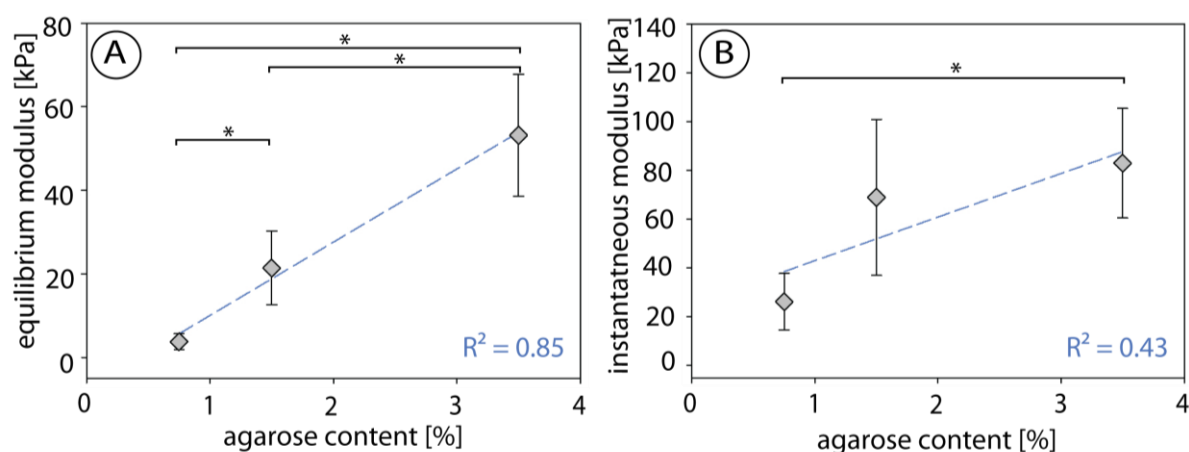 A
equilibrium modulus [kPa]
80
60
40
20
0
*
*
*
R² = 0.85
0 1 2 3 4
agarose content [%]
B
instantatneous modulus [kPa]
140
120
100
80
60
40
20
0
*
R² = 0.43
0 1 2 3 4
agarose content [%]